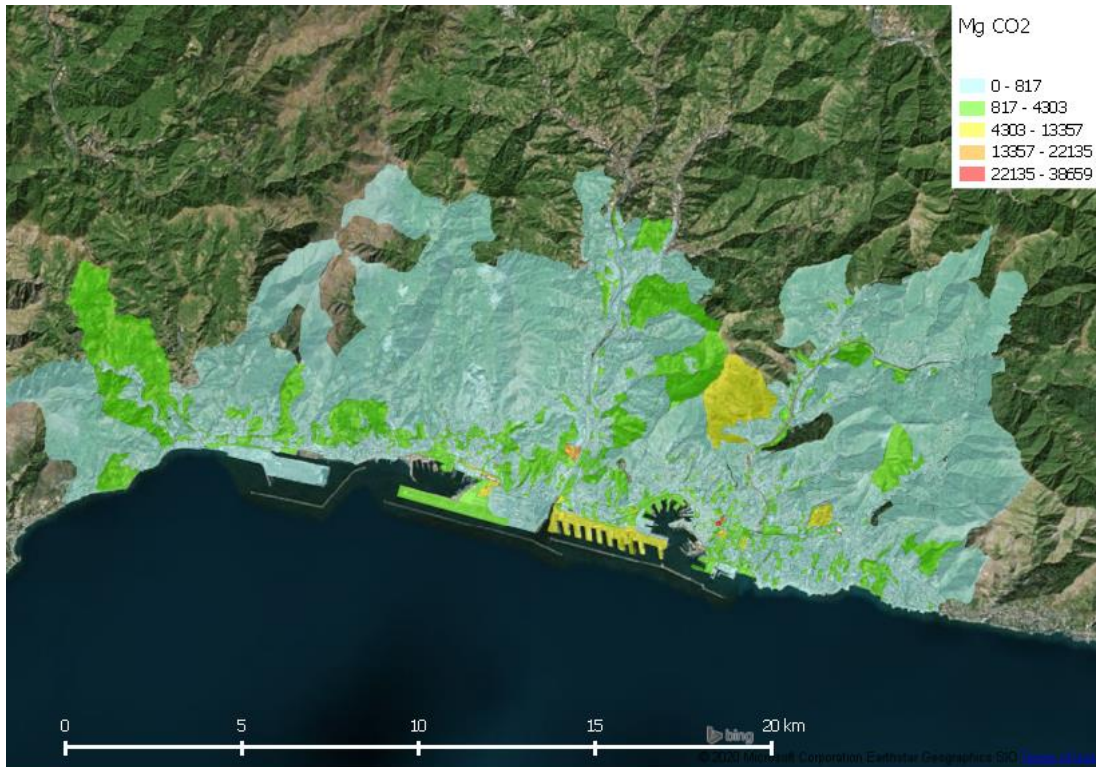 Mg CO2
0 - 817
817 - 4303
4303 - 13357
13357 - 22135
22135 - 38659
0 5 10 15 20 km
bing
© 2020 Microsoft Corporation Earthstar Geographics SIO